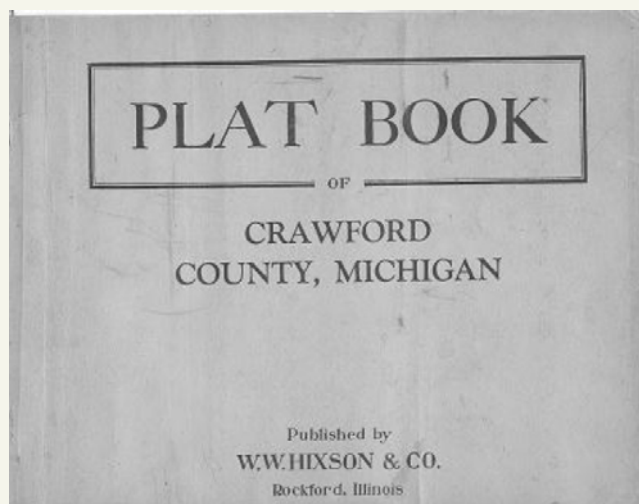 PLAT BOOK
OF
CRAWFORD
COUNTY, MICHIGAN
Published by
W.W.HIXSON & CO.
Rockford, Illinois